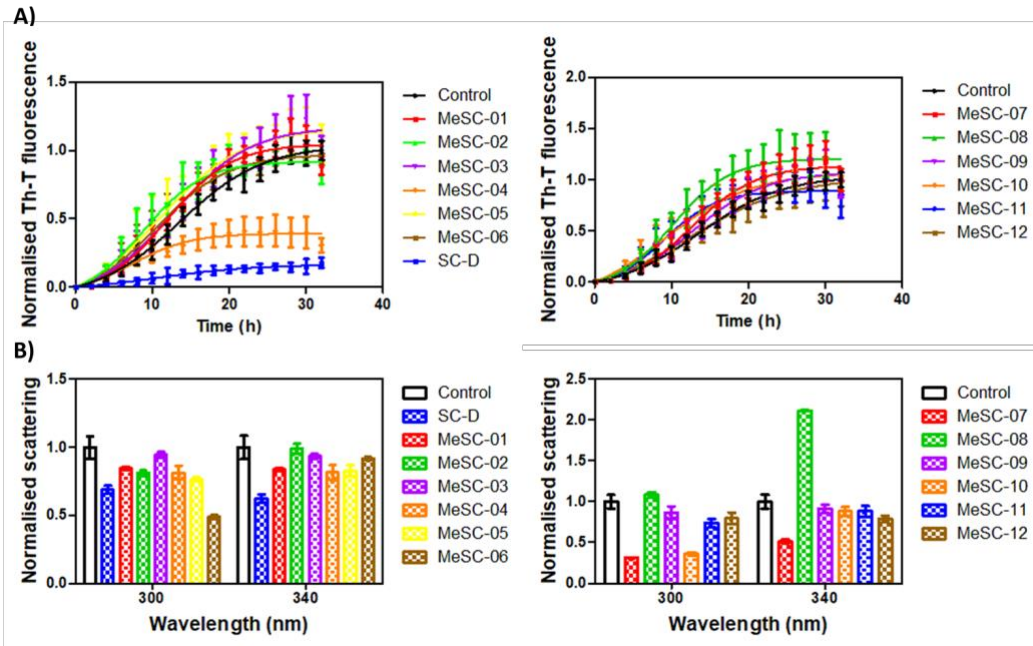 A)
Normalised Th-T fluorescence
1.5
1.0
0.5
0.0
0
10
20
30
40
Time (h)
Control
MeSC-01
MeSC-02
MeSC-03
MeSC-04
MeSC-05
MeSC-06
SC-D
Normalised Th-T fluorescence
2.0
1.5
1.0
0.5
0.0
0
10
20
30
40
Time (h)
Control
MeSC-07
MeSC-08
MeSC-09
MeSC-10
MeSC-11
MeSC-12
B)
Normalised scattering
1.5
1.0
0.5
0.0
300
340
Wavelength (nm)
Control
SC-D
MeSC-01
MeSC-02
MeSC-03
MeSC-04
MeSC-05
MeSC-06
Normalised scattering
2.5
2.0
1.5
1.0
0.5
0.0
300
340
Wavelength (nm)
Control
MeSC-07
MeSC-08
MeSC-09
MeSC-10
MeSC-11
MeSC-12